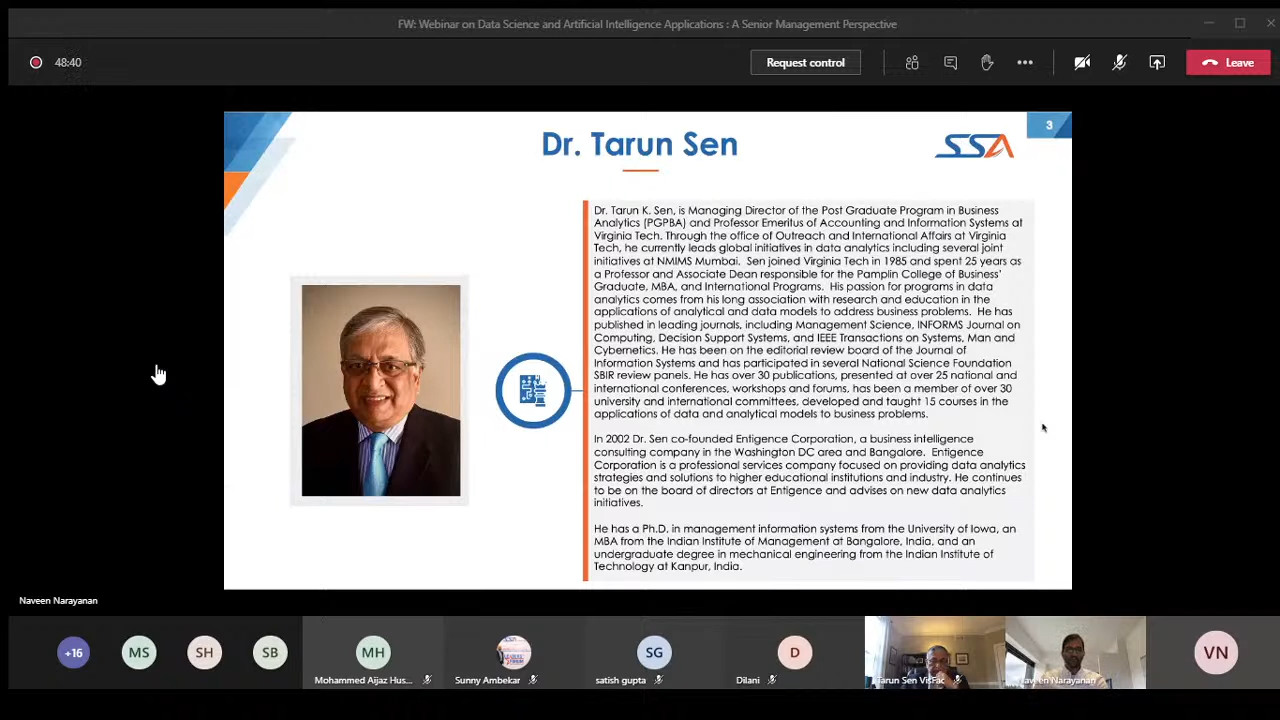 FW: Webinar on Data Science and Artificial Intelligence Applications : A Senior Management Perspective
48:40
Request control
Leave
3
Dr. Tarun Sen
SSA
Dr. Tarun K. Sen, is Managing Director of the Post Graduate Program in Business
Analytics (PGPBA) and Professor Emeritus of Accounting and Information Systems at
Virginia Tech. Through the office of Outreach and International Affairs at Virginia
Tech, he currently leads global initiatives in data analytics including several joint
initiatives at NMIMS Mumbai. Sen joined Virginia Tech in 1985 and spent 25 years as
a Professor and Associate Dean responsible for the Pamplin College of Business'
Graduate, MBA, and International Programs. His passion for programs in data
analytics comes from his long association with research and education in the
applications of analytical and data models to address business problems. He has
published in leading journals, including Management Science, INFORMS Journal on
Computing, Decision Support Systems, and IEEE Transactions on Systems, Man and
Cybernetics. He has been on the editorial review board of the Journal of
Information Systems and has participated in several National Science Foundation
SBIR review panels. He has over 30 publications, presented at over 25 national and
international conferences, workshops and forums, has been a member of over 30
university and international committees, developed and taught 15 courses in the
applications of data and analytical models to business problems.
In 2002 Dr. Sen co-founded Entigence Corporation, a business intelligence
consulting company in the Washington DC area and Bangalore. Entigence
Corporation is a professional services company focused on providing data analytics
strategies and solutions to higher educational institutions and industry. He continues
to be on the board of directors at Entigence and advises on new data analytics
initiatives.
He has a Ph.D. in management information systems from the University of Iowa, an
MBA from the Indian Institute of Management at Bangalore, India, and an
undergraduate degree in mechanical engineering from the Indian Institute of
Technology at Kanpur, India.
Naveen Narayanan
+16
MS
SH
SB
MH
SG
D
VN
Mohammed Aijaz Hus...
Sunny Ambekar
satish gupta
Dilani
Tarun Sen VisFac
Naveen Narayanan